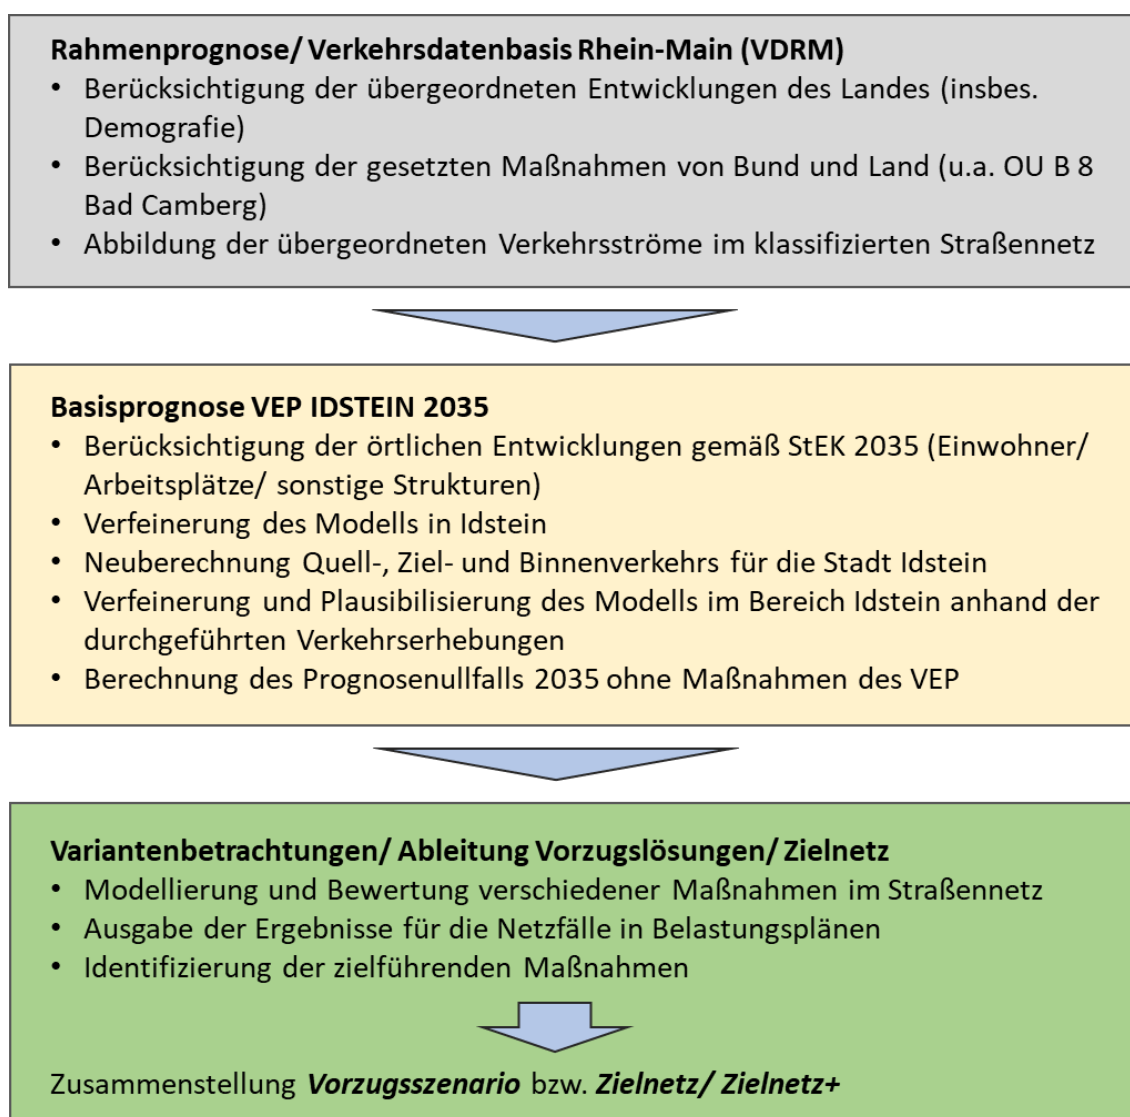 Rahmenprognose/ Verkehrsdatenbasis Rhein-Main (VDRM)
• Berücksichtigung der übergeordneten Entwicklungen des Landes (insbes.
Demografie)
• Berücksichtigung der gesetzten Maßnahmen von Bund und Land (u.a. OU B 8
Bad Camberg)
• Abbildung der übergeordneten Verkehrsströme im klassifizierten Straßennetz
Basisprognose VEP IDSTEIN 2035
• Berücksichtigung der örtlichen Entwicklungen gemäß StEK 2035 (Einwohner/
Arbeitsplätze/ sonstige Strukturen)
• Verfeinerung des Modells in Idstein
• Neuberechnung Quell-, Ziel- und Binnenverkehrs für die Stadt Idstein
• Verfeinerung und Plausibilisierung des Modells im Bereich Idstein anhand der
durchgeführten Verkehrserhebungen
• Berechnung des Prognosenullfalls 2035 ohne Maßnahmen des VEP
Variantenbetrachtungen/ Ableitung Vorzugslösungen/ Zielnetz
• Modellierung und Bewertung verschiedener Maßnahmen im Straßennetz
• Ausgabe der Ergebnisse für die Netzfälle in Belastungsplänen
• Identifizierung der zielführenden Maßnahmen
Zusammenstellung Vorzugsszenario bzw. Zielnetz/ Zielnetz+